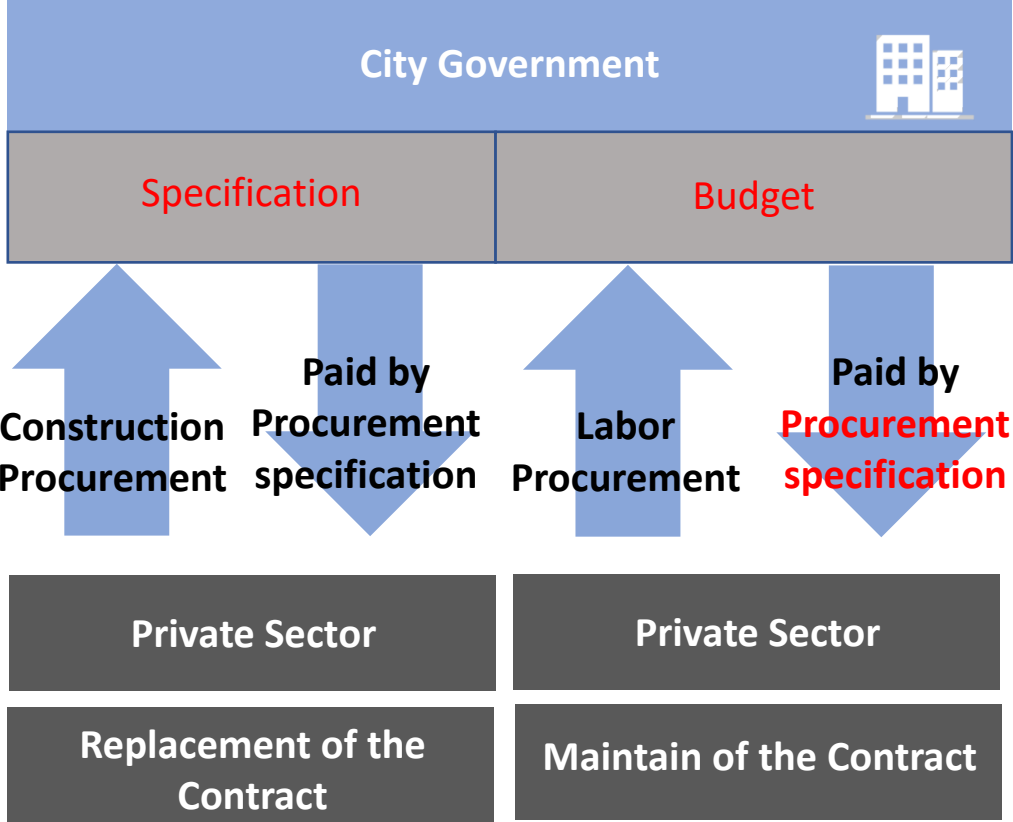 City Government
Specification
Budget
Construction
Procurement
Paid by
Procurement
specification
Labor
Procurement
Paid by
Procurement
specification
Private Sector
Private Sector
Replacement of the
Contract
Maintain of the Contract